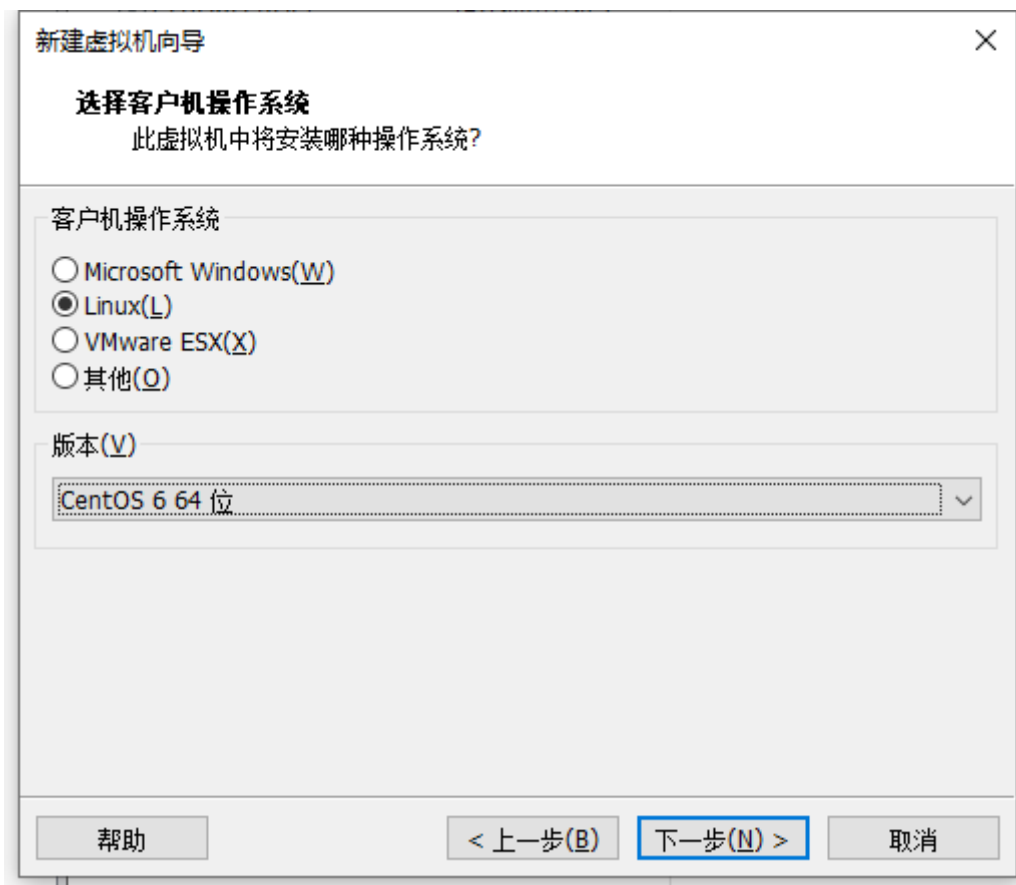 新建虚拟机向导
选择客户机操作系统
此虚拟机中将安装哪种操作系统?
客户机操作系统
Microsoft Windows(W)
Linux(L)
VMware ESX(X)
其他(O)
版本(V)
CentOS 6 64 位
帮助
< 上一步(B)
下一步(N) >
取消